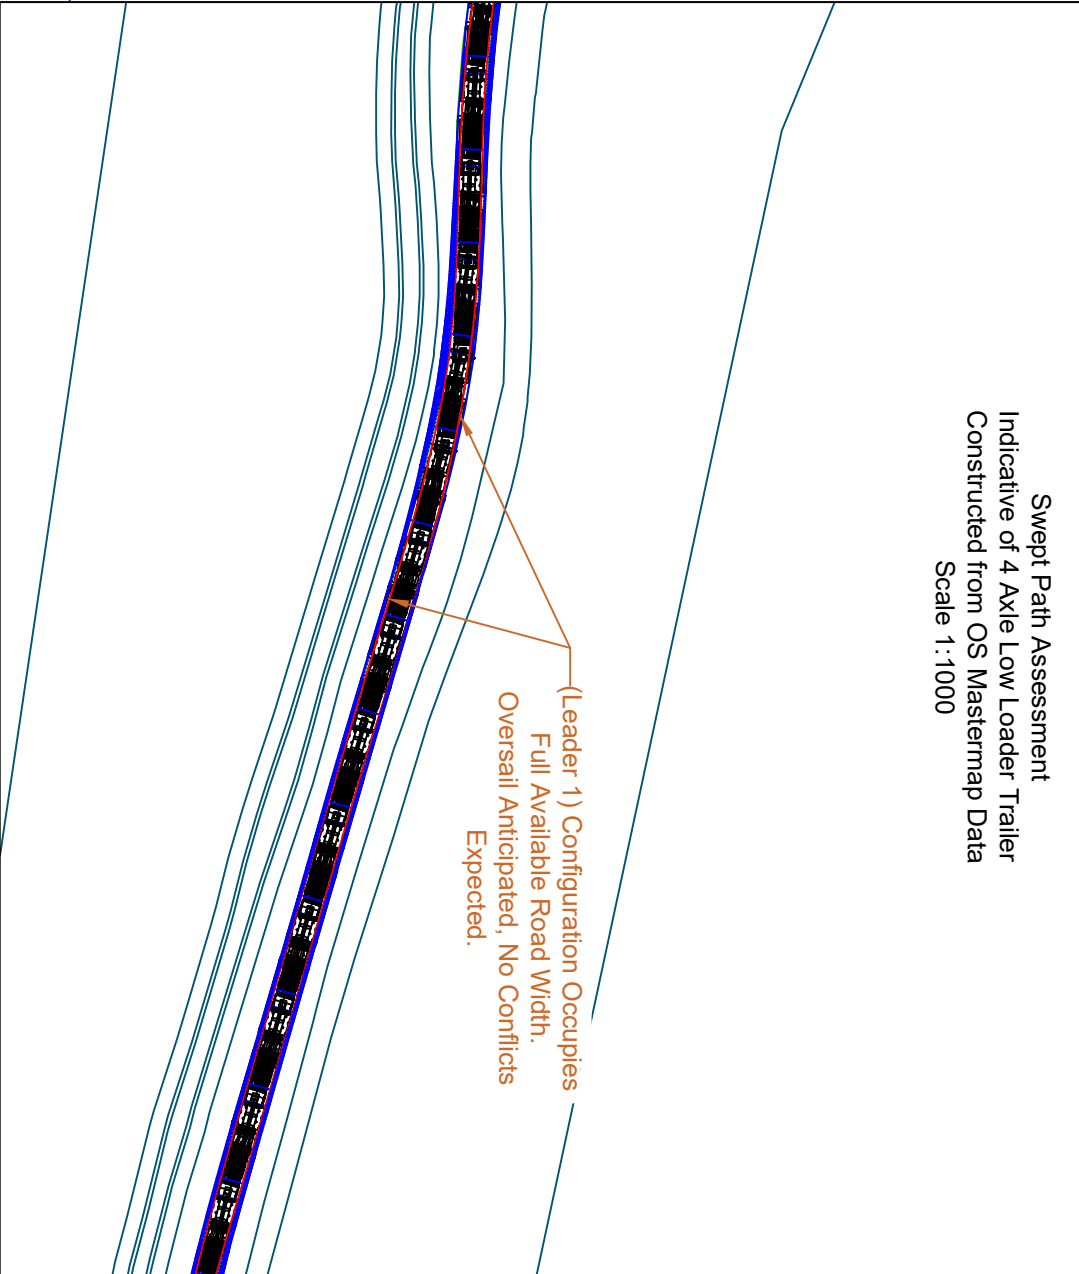 Swept Path Assessment
Indicative of 4 Axle Low Loader Trailer
Constructed from OS Mastermap Data
Scale 1:1000
(Leader 1) Configuration Occupies
Full Available Road Width.
Oversail Anticipated, No Conflicts
Expected.